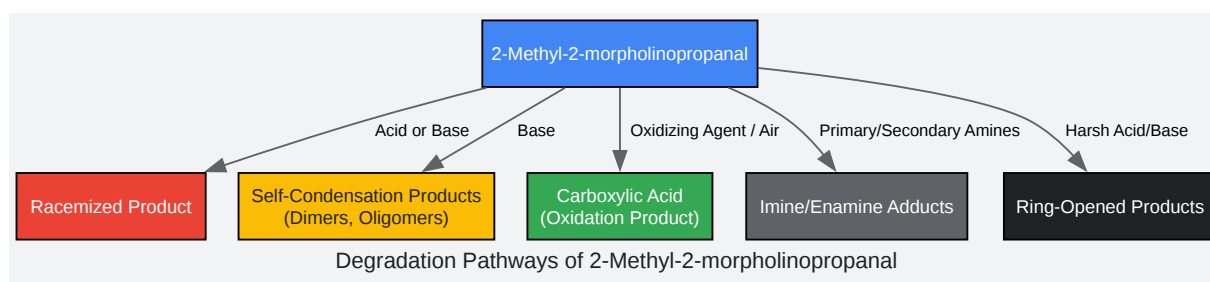 2-Methyl-2-morpholinopropanal
Acid or Base
Base
Oxidizing Agent / Air
Primary/Secondary Amines
Harsh Acid/Base
Racemized Product
Self-Condensation Products
(Dimers, Oligomers)
Carboxylic Acid
(Oxidation Product)
Imine/Enamine Adducts
Ring-Opened Products
Degradation Pathways of 2-Methyl-2-morpholinopropanal